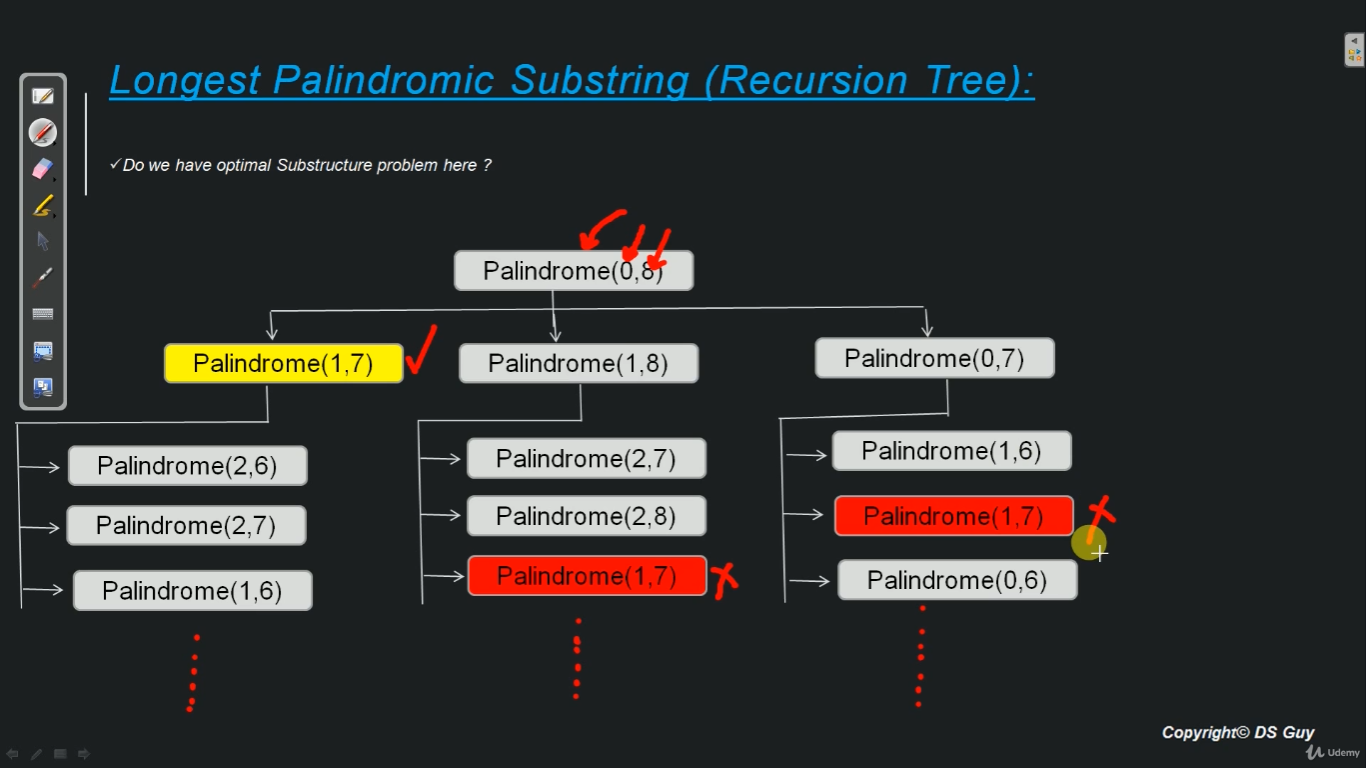 Longest Palindromic Substring (Recursion Tree):
✓Do we have optimal Substructure problem here ?
Palindrome(0,8)
Palindrome(1,7)
Palindrome(1,8)
Palindrome(0,7)
Palindrome(2,6)
Palindrome(2,7)
Palindrome(1,6)
Palindrome(2,7)
Palindrome(2,8)
Palindrome(1,7)
Palindrome(1,6)
Palindrome(1,7)
Palindrome(0,6)
Copyright© DS Guy
Udemy